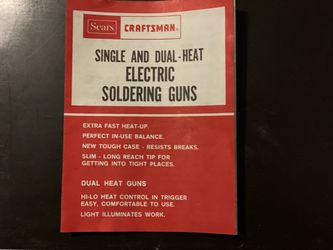 Sears CRAFTSMAN®
SINGLE AND DUAL-HEAT
ELECTRIC
SOLDERING GUNS
EXTRA FAST HEAT-UP.
PERFECT IN-USE BALANCE.
NEW TOUGH CASE - RESISTS BREAKS.
SLIM - LONG REACH TIP FOR
GETTING INTO TIGHT PLACES.
DUAL HEAT GUNS
HI-LO HEAT CONTROL IN TRIGGER
EASY, COMFORTABLE TO USE.
LIGHT ILLUMINATES WORK.